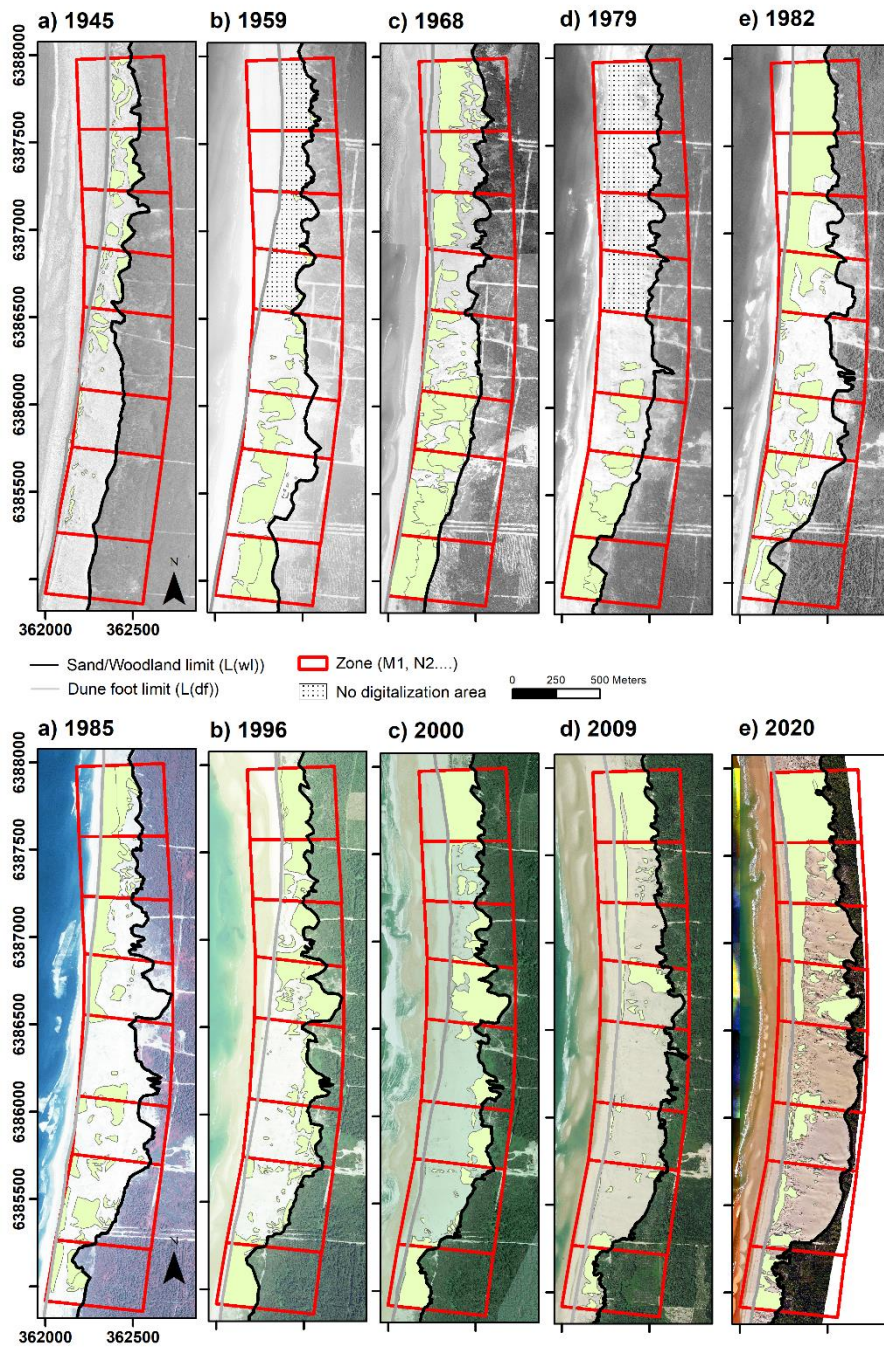 a) 1945
b) 1959
c) 1968
d) 1979
e) 1982
6388000
6387500
6387000
6386500
6386000
6385500
N
362000
362500
Sand/Woodland limit (L(wl))
Zone (M1, N2....)
Dune foot limit (L(df))
No digitalization area
0 250 500 Meters
a) 1985
b) 1996
c) 2000
d) 2009
e) 2020
6388000
6387500
6387000
6386500
6386000
6385500
N
362000
362500